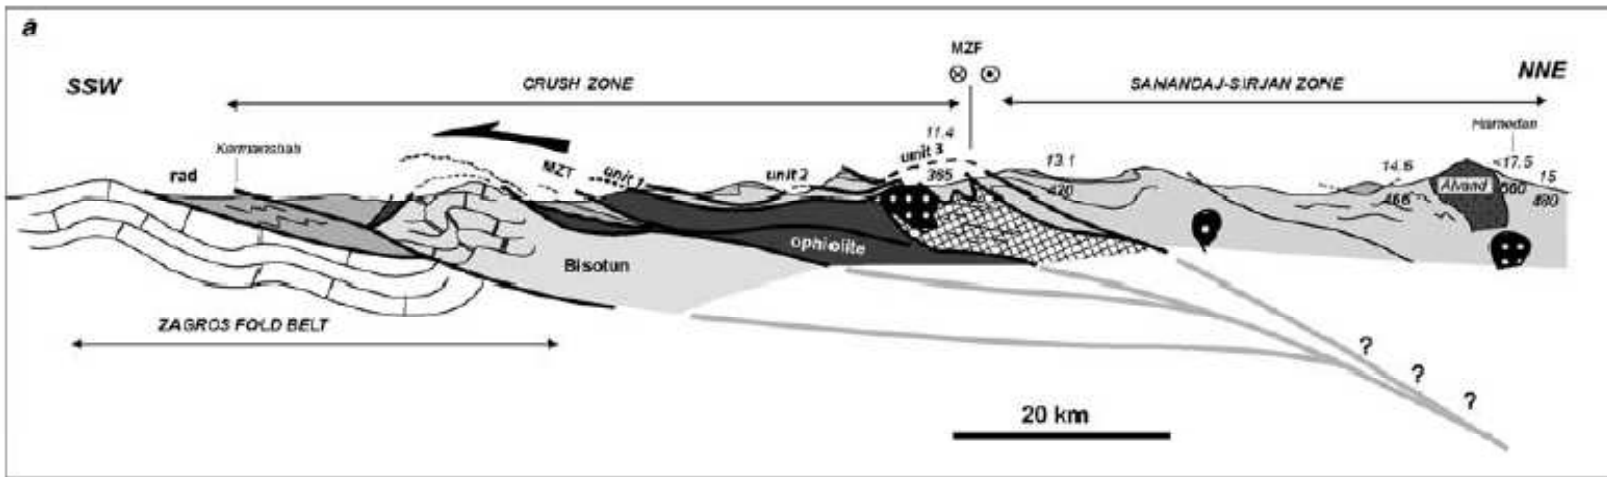 a
MZF
SSW
CRUSH ZONE
SANANDAJ-SIRJAN ZONE
NNE
Hamedan
Kermanshah
11.4
unit 3
13.1
14.6
<17.5
rad
MZT
unit 1
unit 2
365
420
466
Alvand
560
15
480
ophiolite
Bisotun
ZAGROS FOLD BELT
?
?
?
20 km